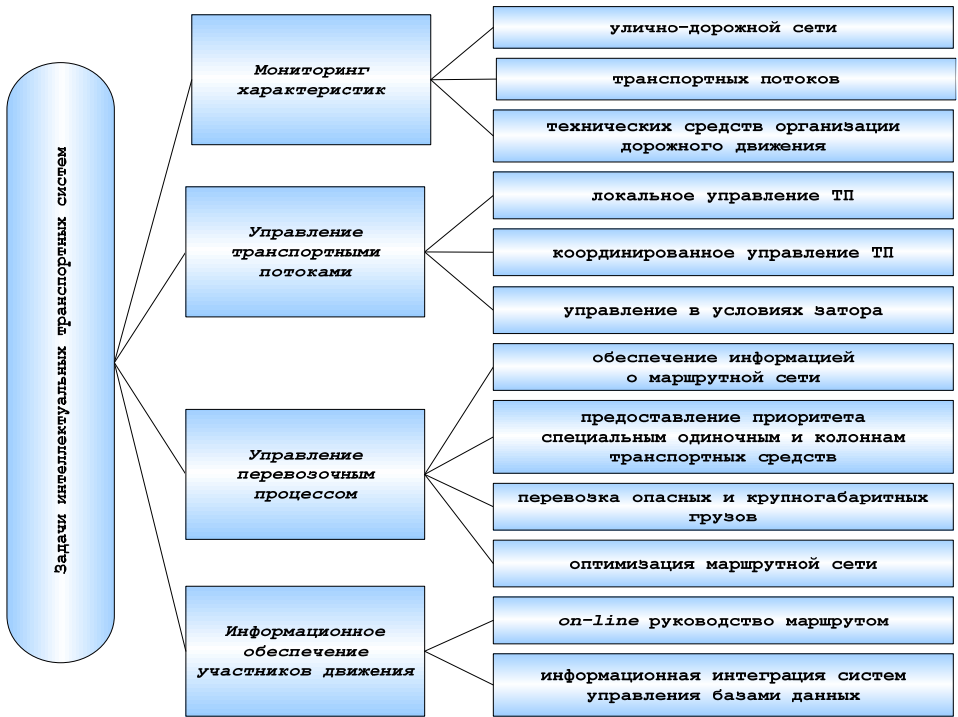 Задачи интеллектуальных транспортных систем
Мониторинг
характеристик
улично-дорожной сети
транспортных потоков
технических средств организации
дорожного движения
Управление
транспортными
потоками
локальное управление ТП
координированное управление ТП
управление в условиях затора
Управление
перевозочным
процессом
обеспечение информацией
о маршрутной сети
предоставление приоритета
специальным одиночным и колоннам
транспортных средств
перевозка опасных и крупногабаритных
грузов
оптимизация маршрутной сети
Информационное
обеспечение
участников движения
on-line руководство маршрутом
информационная интеграция систем
управления базами данных